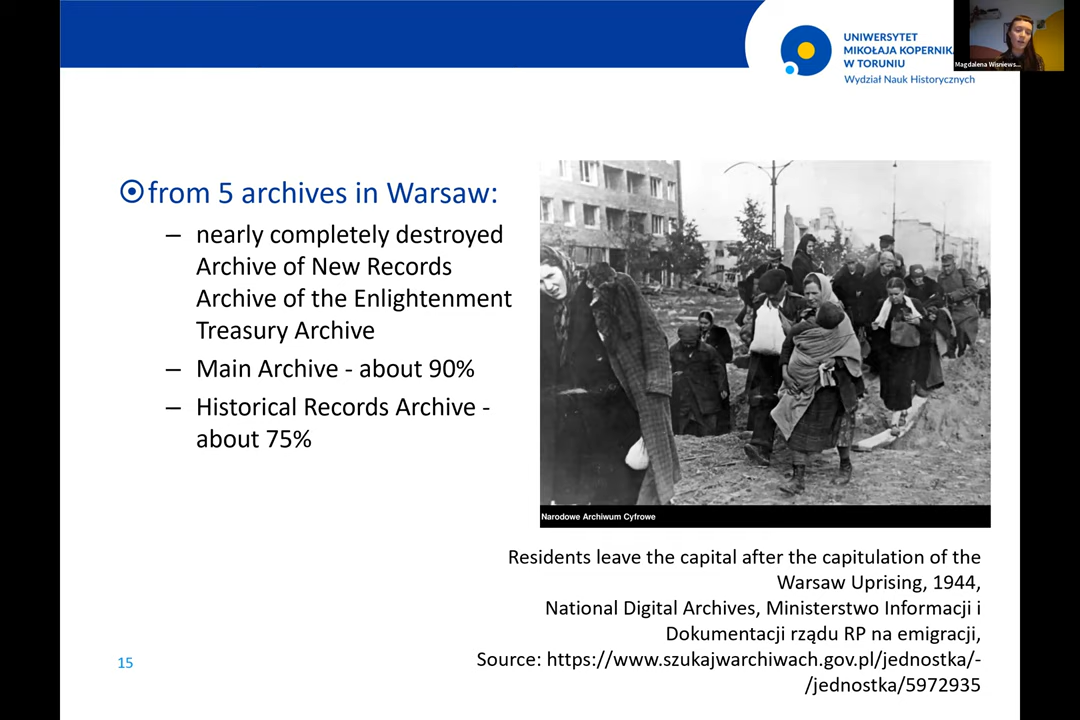 UNIWERSYTET
MIKOŁAJA KOPERNIKA
W TORUNIU
Wydział Nauk Historycznych
Magdalena Wisniews...
from 5 archives in Warsaw:
– nearly completely destroyed
Archive of New Records
Archive of the Enlightenment
Treasury Archive
– Main Archive - about 90%
– Historical Records Archive -
about 75%
Narodowe Archiwum Cyfrowe
Residents leave the capital after the capitulation of the
Warsaw Uprising, 1944,
National Digital Archives, Ministerstwo Informacji i
Dokumentacji rządu RP na emigracji,
Source: https://www.szukajwarchiwach.gov.pl/jednostka/-
/jednostka/5972935
15